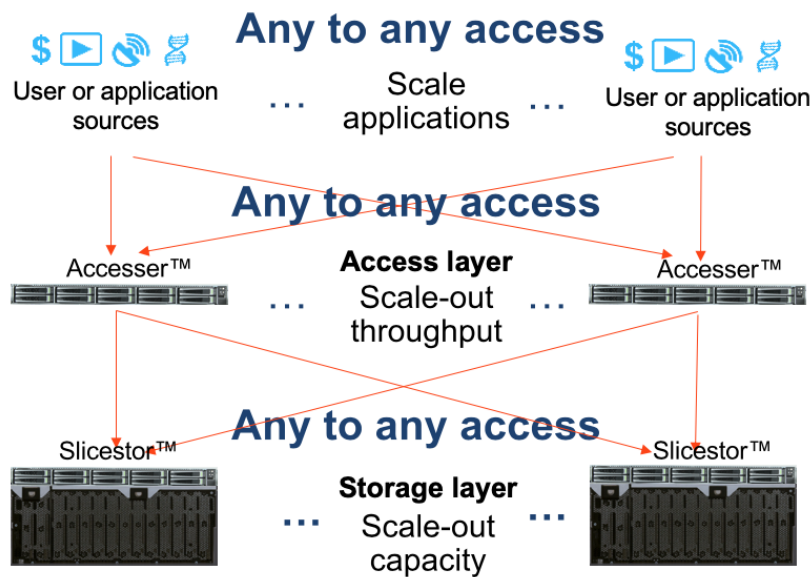 Any to any access
$
$
User or application
sources
...
Scale
applications
...
User or application
sources
Any to any access
Accesser™
Access layer
Accesser™
...
Scale-out
throughput
...
Any to any access
Slicestor™
Slicestor™
Storage layer
...
Scale-out
capacity
...